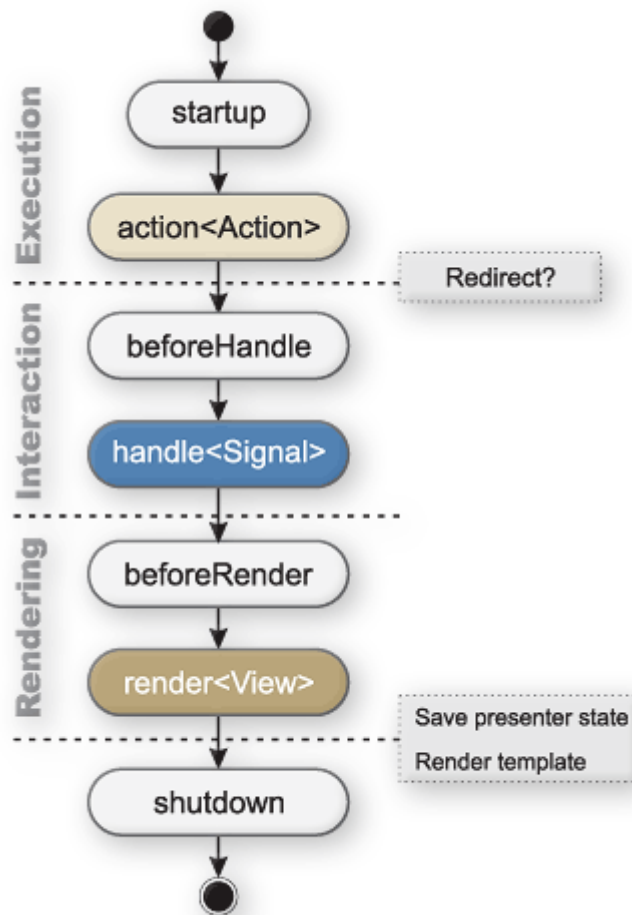 Execution
startup
action<Action>
Redirect?
Interaction
beforeHandle
handle<Signal>
Rendering
beforeRender
render<View>
Save presenter state
Render template
shutdown